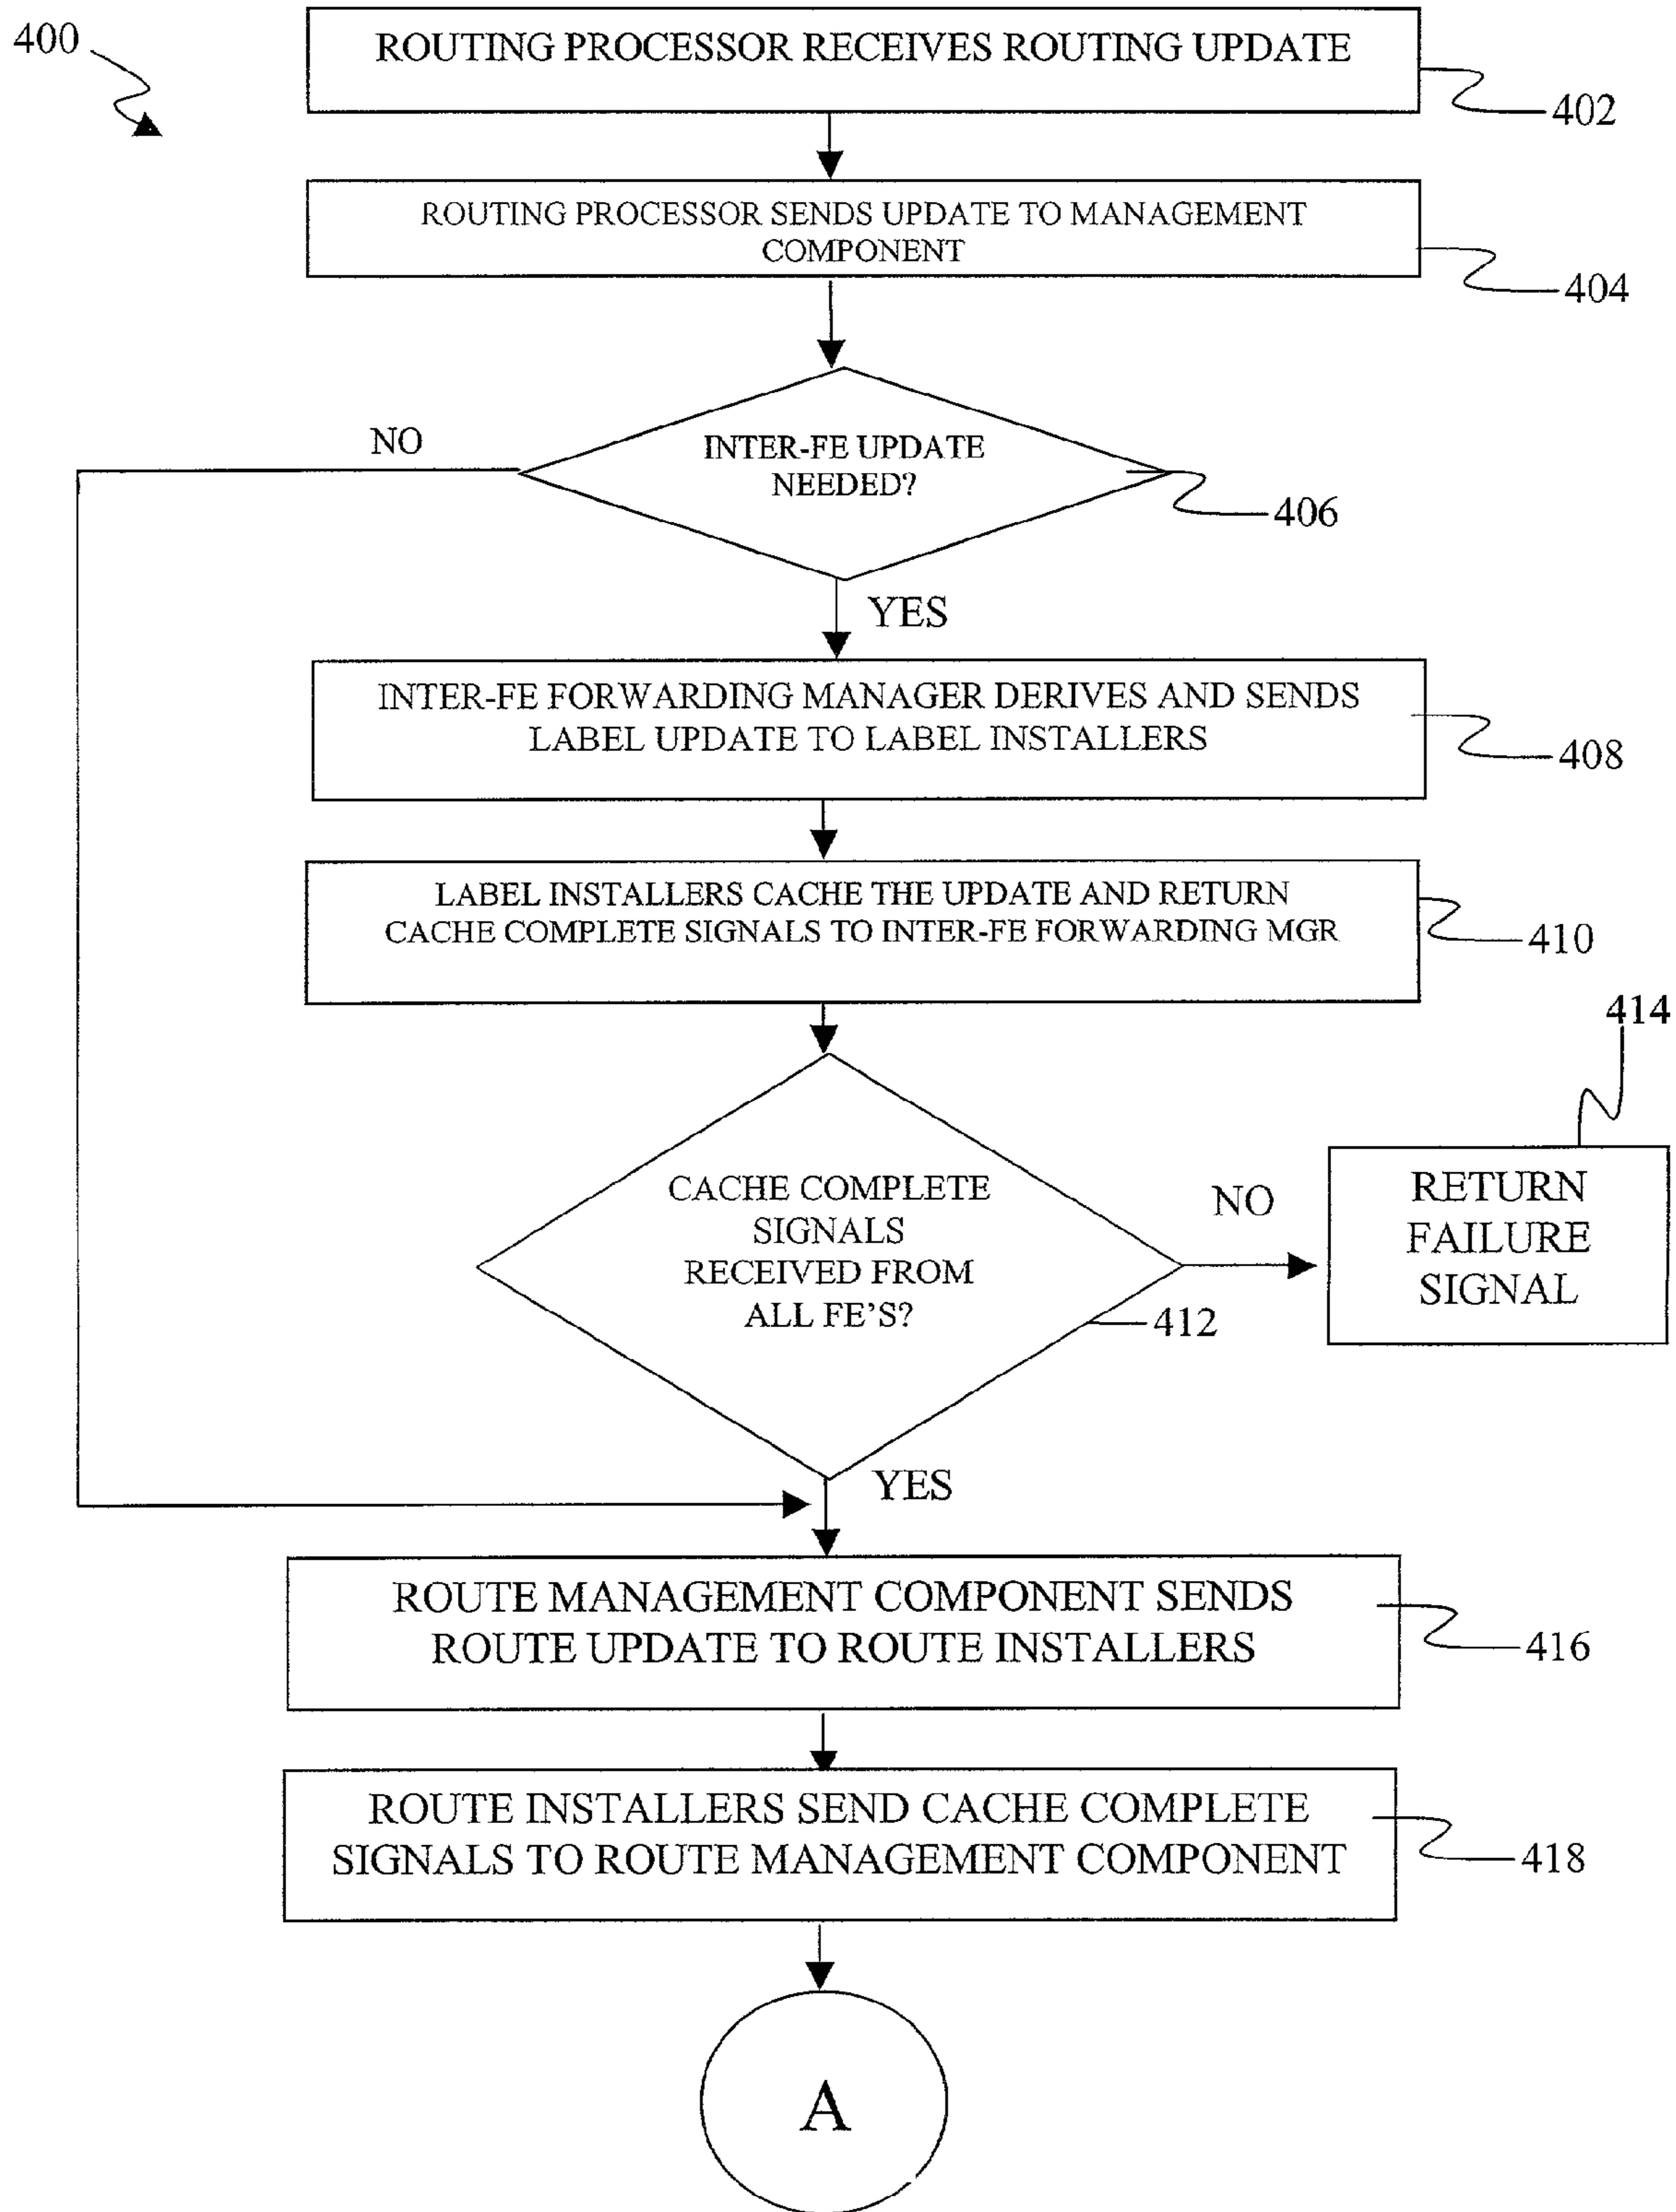 400
ROUTING PROCESSOR RECEIVES ROUTING UPDATE
402
ROUTING PROCESSOR SENDS UPDATE TO MANAGEMENT
COMPONENT
404
NO
INTER-FE UPDATE
NEEDED?
406
YES
INTER-FE FORWARDING MANAGER DERIVES AND SENDS
LABEL UPDATE TO LABEL INSTALLERS
408
LABEL INSTALLERS CACHE THE UPDATE AND RETURN
CACHE COMPLETE SIGNALS TO INTER-FE FORWARDING MGR
410
414
CACHE COMPLETE
SIGNALS
RECEIVED FROM
ALL FE'S?
412
NO
RETURN
FAILURE
SIGNAL
YES
ROUTE MANAGEMENT COMPONENT SENDS
ROUTE UPDATE TO ROUTE INSTALLERS
416
ROUTE INSTALLERS SEND CACHE COMPLETE
SIGNALS TO ROUTE MANAGEMENT COMPONENT
418
A